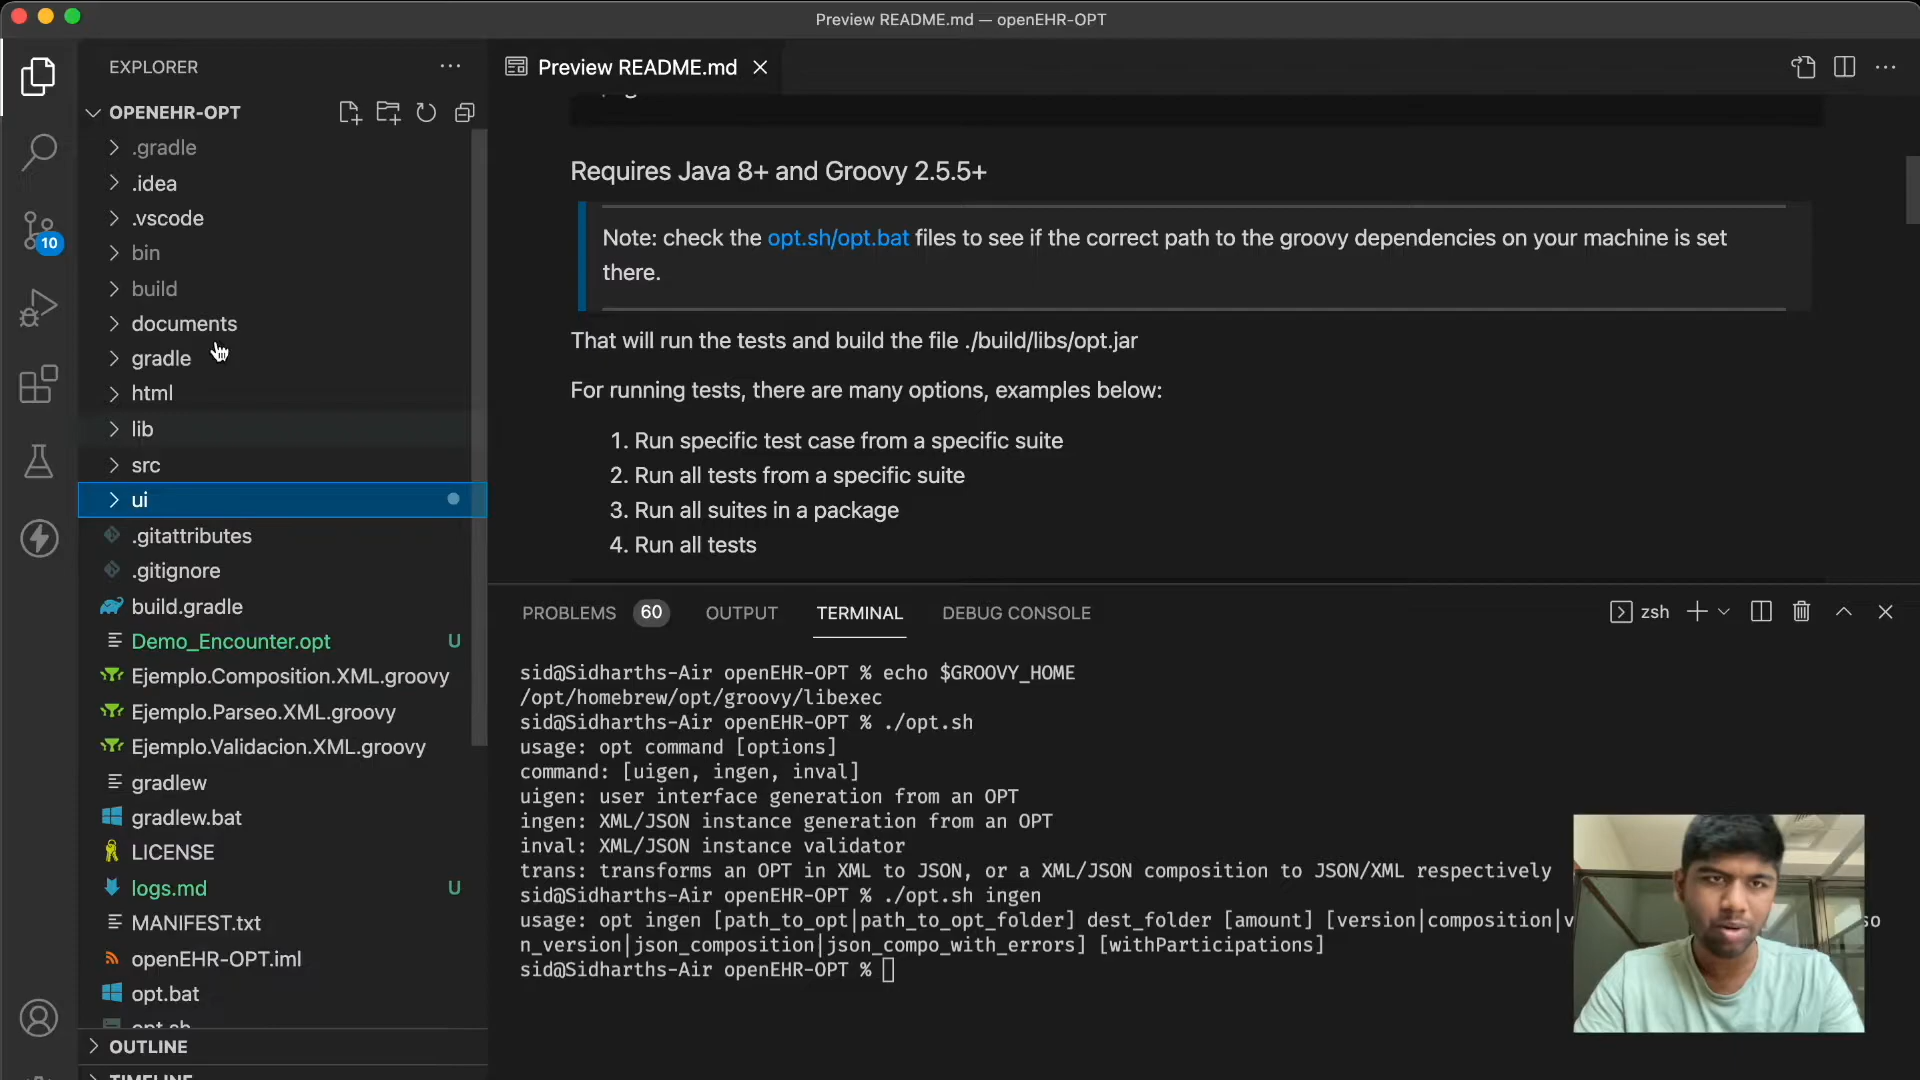 Preview README.md — openEHR-OPT
EXPLORER
Preview README.md
OPENEHR-OPT
.gradle
.idea
.vscode
bin
build
documents
gradle
html
lib
src
ui
.gitattributes
.gitignore
build.gradle
Demo_Encounter.opt U
Ejemplo.Composition.XML.groovy
Ejemplo.Parseo.XML.groovy
Ejemplo.Validacion.XML.groovy
gradlew
gradlew.bat
LICENSE
logs.md U
MANIFEST.txt
openEHR-OPT.iml
opt.bat
opt.sh
OUTLINE
TIMELINE
10
Requires Java 8+ and Groovy 2.5.5+
Note: check the opt.sh/opt.bat files to see if the correct path to the groovy dependencies on your machine is set
there.
That will run the tests and build the file ./build/libs/opt.jar
For running tests, there are many options, examples below:
1. Run specific test case from a specific suite
2. Run all tests from a specific suite
3. Run all suites in a package
4. Run all tests
PROBLEMS 60 OUTPUT TERMINAL DEBUG CONSOLE zsh
sid@Sidharths-Air openEHR-OPT % echo $GROOVY_HOME
/opt/homebrew/opt/groovy/libexec
sid@Sidharths-Air openEHR-OPT % ./opt.sh
usage: opt command [options]
command: [uigen, ingen, inval]
uigen: user interface generation from an OPT
ingen: XML/JSON instance generation from an OPT
inval: XML/JSON instance validator
trans: transforms an OPT in XML to JSON, or a XML/JSON composition to JSON/XML respectively
sid@Sidharths-Air openEHR-OPT % ./opt.sh ingen
usage: opt ingen [path_to_opt|path_to_opt_folder] dest_folder [amount] [version|composition|v so
n_version|json_composition|json_compo_with_errors] [withParticipations]
sid@Sidharths-Air openEHR-OPT %